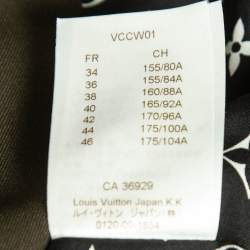 VCCW01
FR CH
34 155/80A
36 155/84A
38 160/88A
40 165/92A
42 170/96A
44 175/100A
46 175/104A
CA 36929
Louis Vuitton Japan K.K
ルイ・ヴィトン ジャパン㈱
0120-00-1854